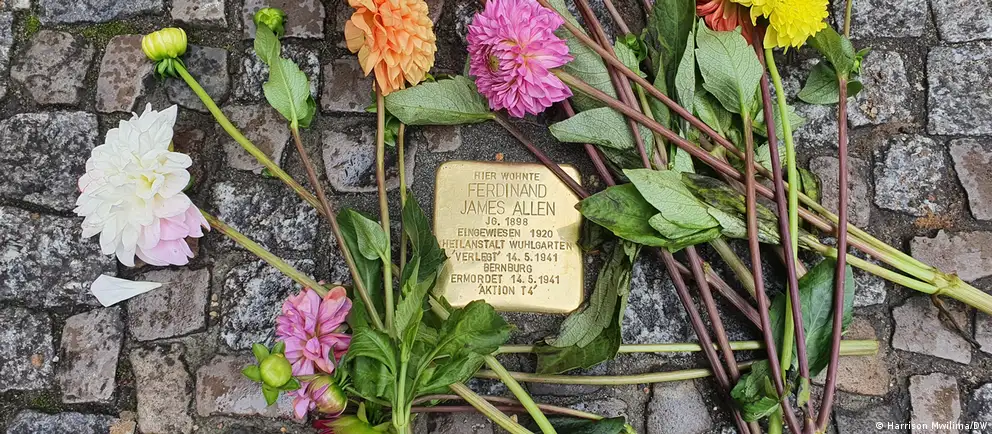 HIER WOHNTE
FERDINAND
JAMES ALLEN
JG. 1898
EINGEWIESEN 1920
HEILANSTALT WUHLGARTEN
'VERLEGT' 14.5.1941
BERNBURG
ERMORDET 14.5.1941
'AKTION T4'
© Harrison Mwilima/DW